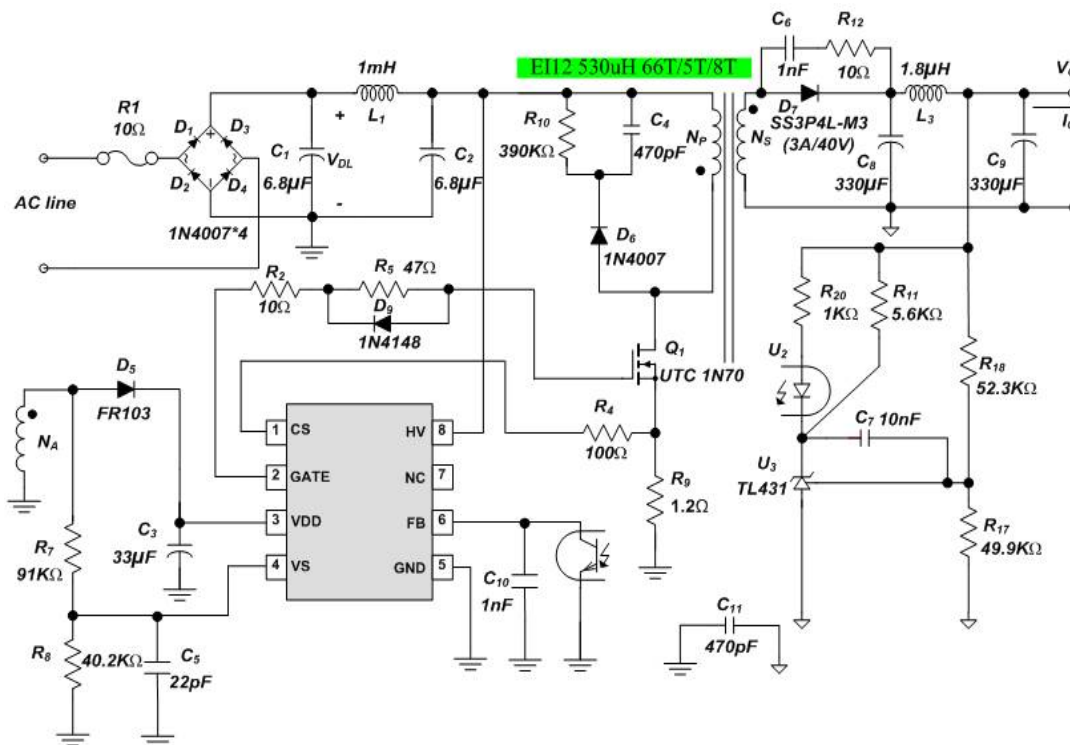 C6
R12
1nF
10Ω
EI12 530uH 66T/5T/8T
1mH
L1
1.8μH
L3
D7
SS3P4L-M3
(3A/40V)
R1
10Ω
D1
D3
D2
D4
AC line
1N4007*4
+
C1
VDL
6.8μF
-
C2
6.8μF
R10
390KΩ
C4
470pF
NP
NS
C8
330μF
C9
330μF
D6
1N4007
R2
10Ω
R5 47Ω
D9
1N4148
Q1
UTC 1N70
R20
1KΩ
R11
5.6KΩ
U2
R18
52.3KΩ
C7 10nF
U3
TL431
R17
49.9KΩ
D5
FR103
NA
R4
100Ω
R9
1.2Ω
1 CS
HV 8
2 GATE
NC 7
3 VDD
FB 6
4 VS
GND 5
R7
91KΩ
C3
33μF
R8
40.2KΩ
C5
22pF
C10
1nF
C11
470pF